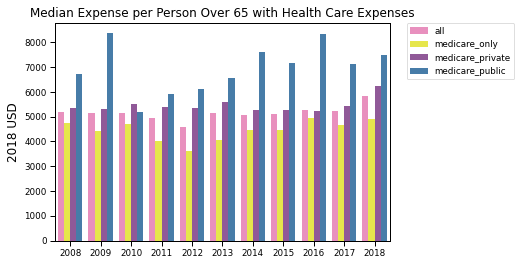 Median Expense per Person Over 65 with Health Care Expenses
all
medicare_only
medicare_private
medicare_public
2018 USD
8000
7000
6000
5000
4000
3000
2000
1000
0
2008 2009 2010 2011 2012 2013 2014 2015 2016 2017 2018